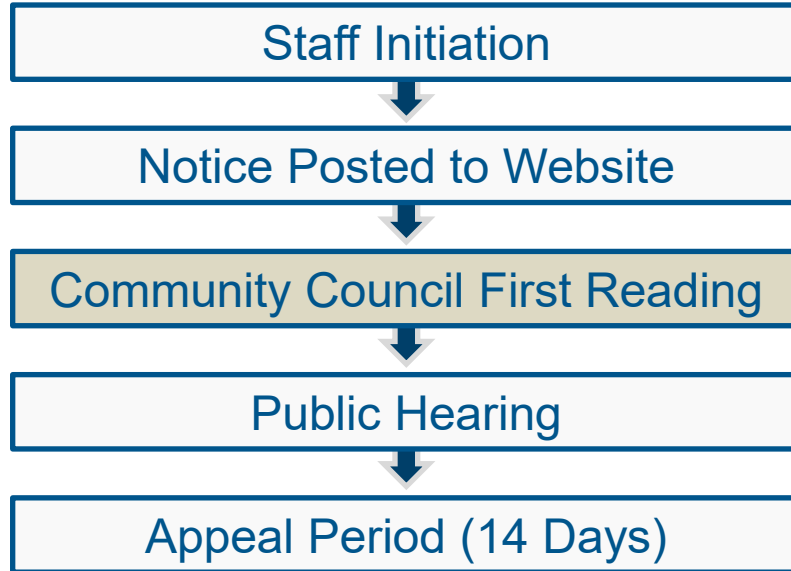 Staff Initiation
Notice Posted to Website
Community Council First Reading
Public Hearing
Appeal Period (14 Days)